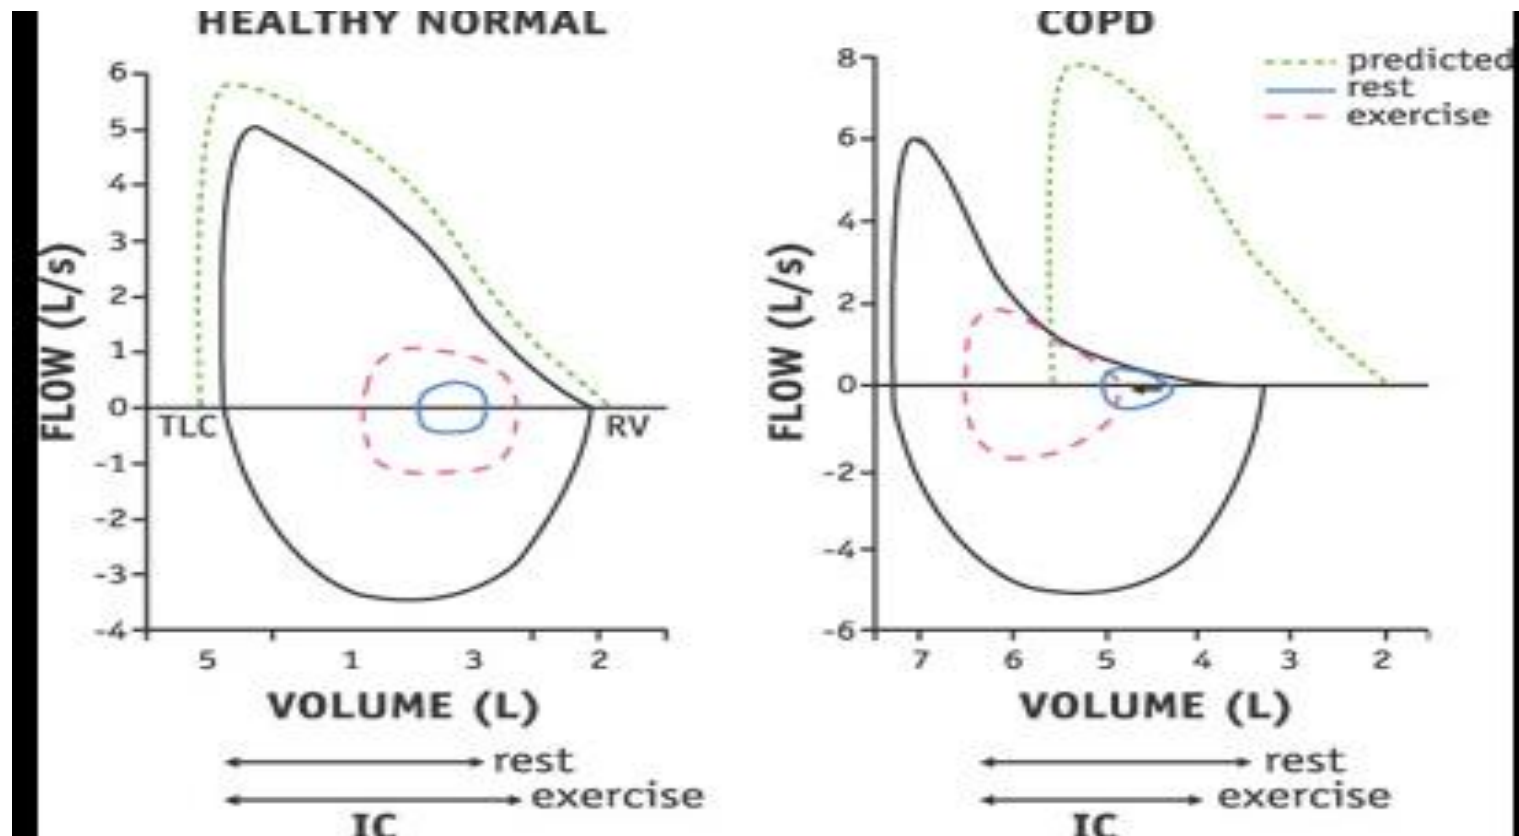 HEALTHY NORMAL
FLOW (L/s)
6
5
4
3
2
1
0
-1
-2
-3
-4
TLC
RV
5 1 3 2
VOLUME (L)
rest
exercise
IC
COPD
predicted
rest
exercise
FLOW (L/s)
8
6
4
2
0
-2
-4
-6
7 6 5 4 3 2
VOLUME (L)
rest
exercise
IC